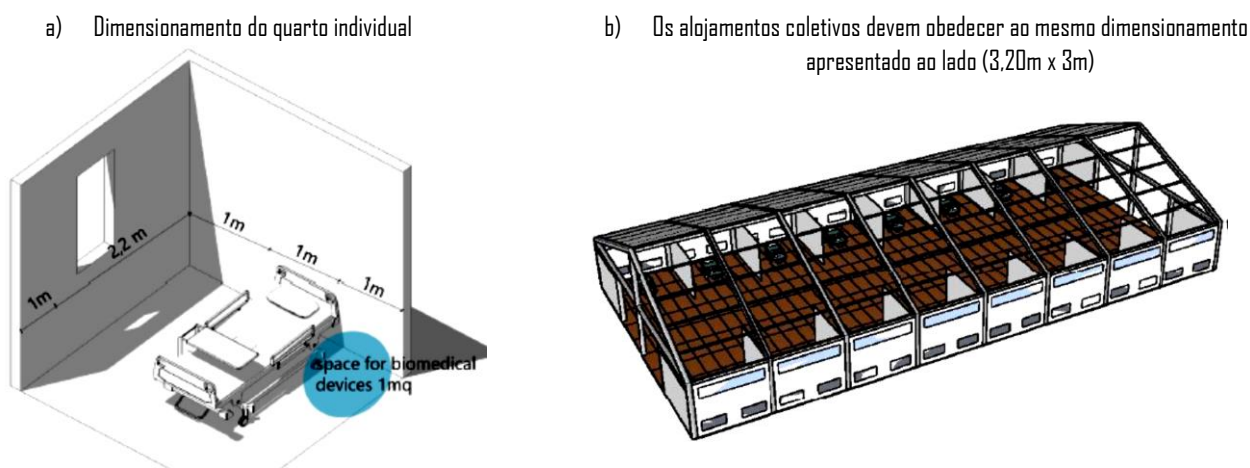 a) Dimensionamento do quarto individual
1m
2,2 m
1m
1m
1m
space for biomedical
devices 1mq
b) Os alojamentos coletivos devem obedecer ao mesmo dimensionamento
apresentado ao lado (3,20m x 3m)